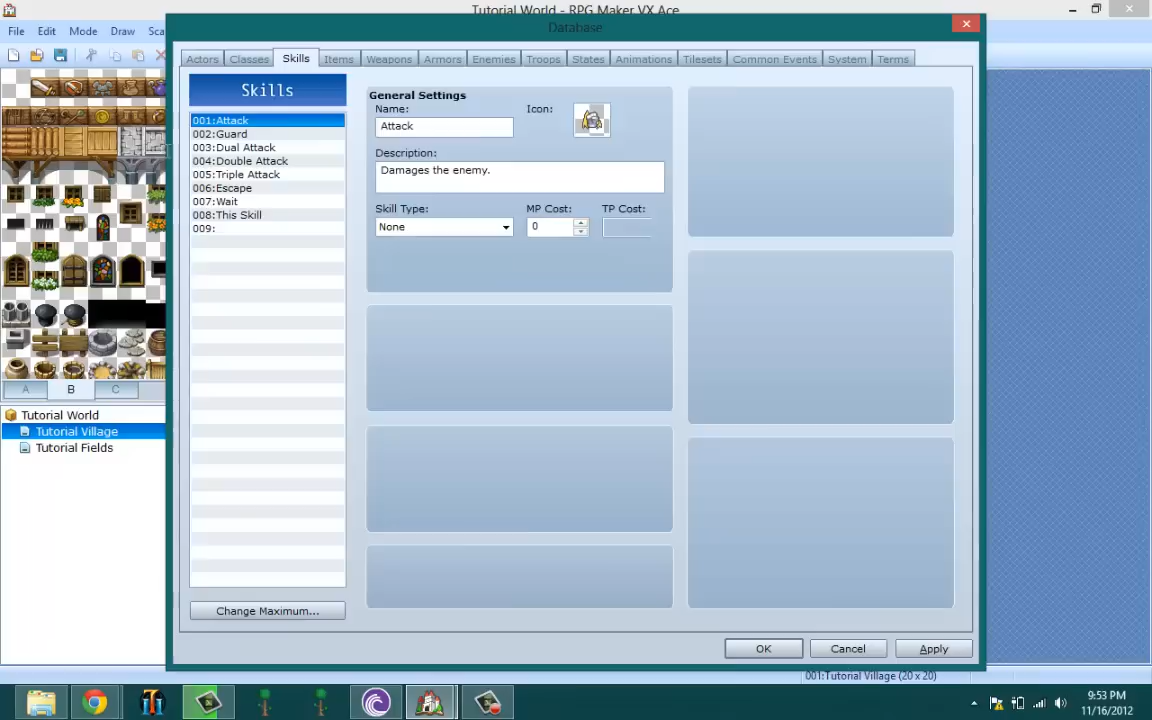 Tutorial World - RPG Maker VX Ace
Database
File Edit Mode Draw Sca
Actors Classes Skills Items Weapons Armors Enemies Troops States Animations Tilesets Common Events System Terms
Skills
001:Attack
002:Guard
003:Dual Attack
004:Double Attack
005:Triple Attack
006:Escape
007:Wait
008:This Skill
009:
Change Maximum...
General Settings
Name: Icon:
Attack
Description:
Damages the enemy.
Skill Type: MP Cost: TP Cost:
None 0
A B C
Tutorial World
Tutorial Village
Tutorial Fields
OK Cancel Apply
001:Tutorial Village (20 x 20)
9:53 PM
11/16/2012